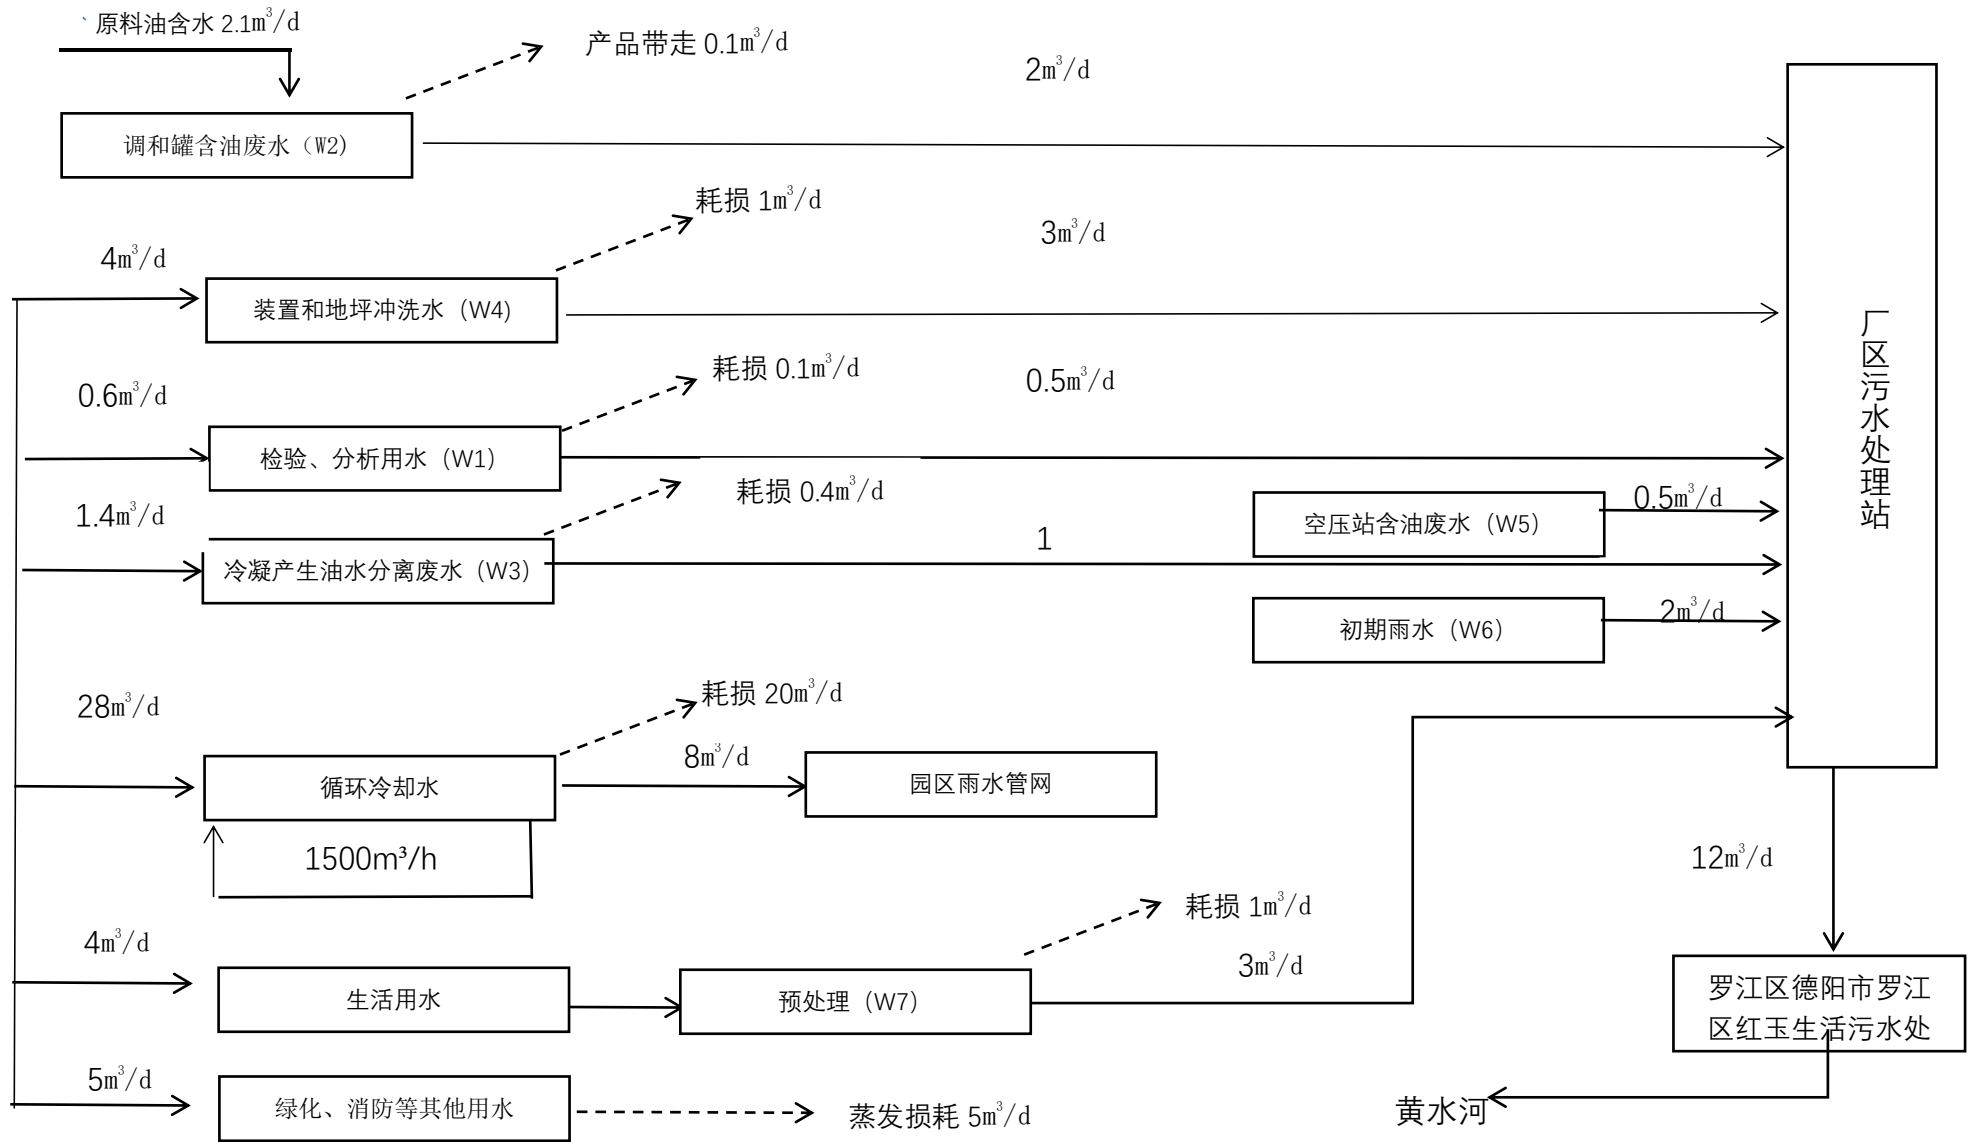 原料油含水 2.1m³/d
产品带走 0.1m³/d
2m³/d
调和罐含油废水（W2）
耗损 1m³/d
3m³/d
4m³/d
装置和地坪冲洗水（W4）
耗损 0.1m³/d
0.5m³/d
0.6m³/d
检验、分析用水（W1）
耗损 0.4m³/d
1.4m³/d
1
空压站含油废水（W5）
0.5m³/d
冷凝产生油水分离废水（W3）
初期雨水（W6）
2m³/d
厂区污水处理站
28m³/d
耗损 20m³/d
8m³/d
循环冷却水
园区雨水管网
1500m³/h
12m³/d
4m³/d
耗损 1m³/d
3m³/d
生活用水
预处理（W7）
罗江区德阳市罗江
区红玉生活污水处
5m³/d
绿化、消防等其他用水
蒸发损耗 5m³/d
黄水河